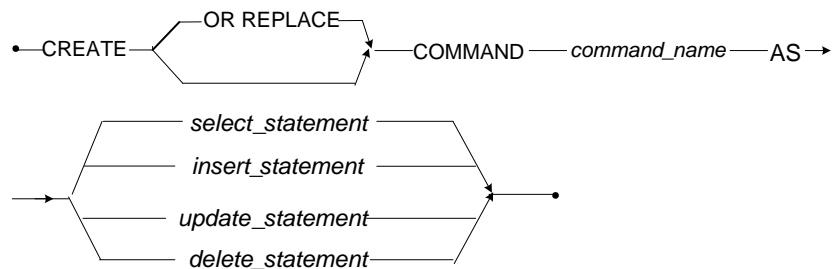 OR REPLACE
CREATE COMMAND command_name AS
select_statement
insert_statement
update_statement
delete_statement